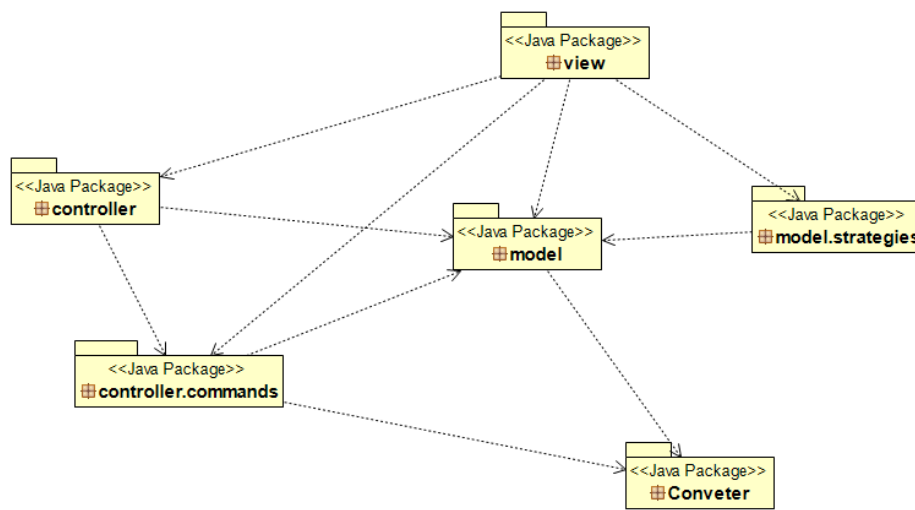 <<Java Package>>
view
<<Java Package>>
controller
<<Java Package>>
model
<<Java Package>>
model.strategies
<<Java Package>>
controller.commands
<<Java Package>>
Conveter